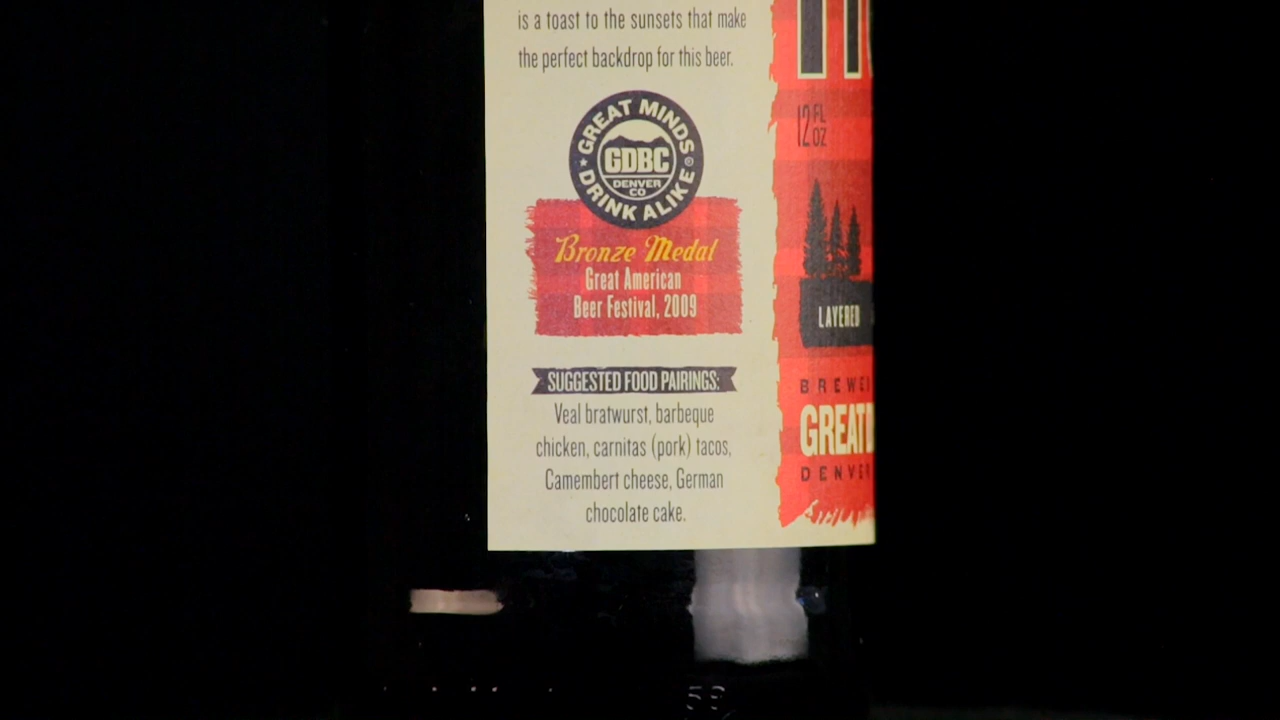 is a toast to the sunsets that make
the perfect backdrop for this beer.
GREAT MINDS
GDBC
DENVER
CO
DRINK ALIKE
Bronze Medal
Great American
Beer Festival, 2009
SUGGESTED FOOD PAIRINGS:
Veal bratwurst, barbeque
chicken, carnitas (pork) tacos,
Camembert cheese, German
chocolate cake.
12 FL
OZ
LAYERED
GREAT
59